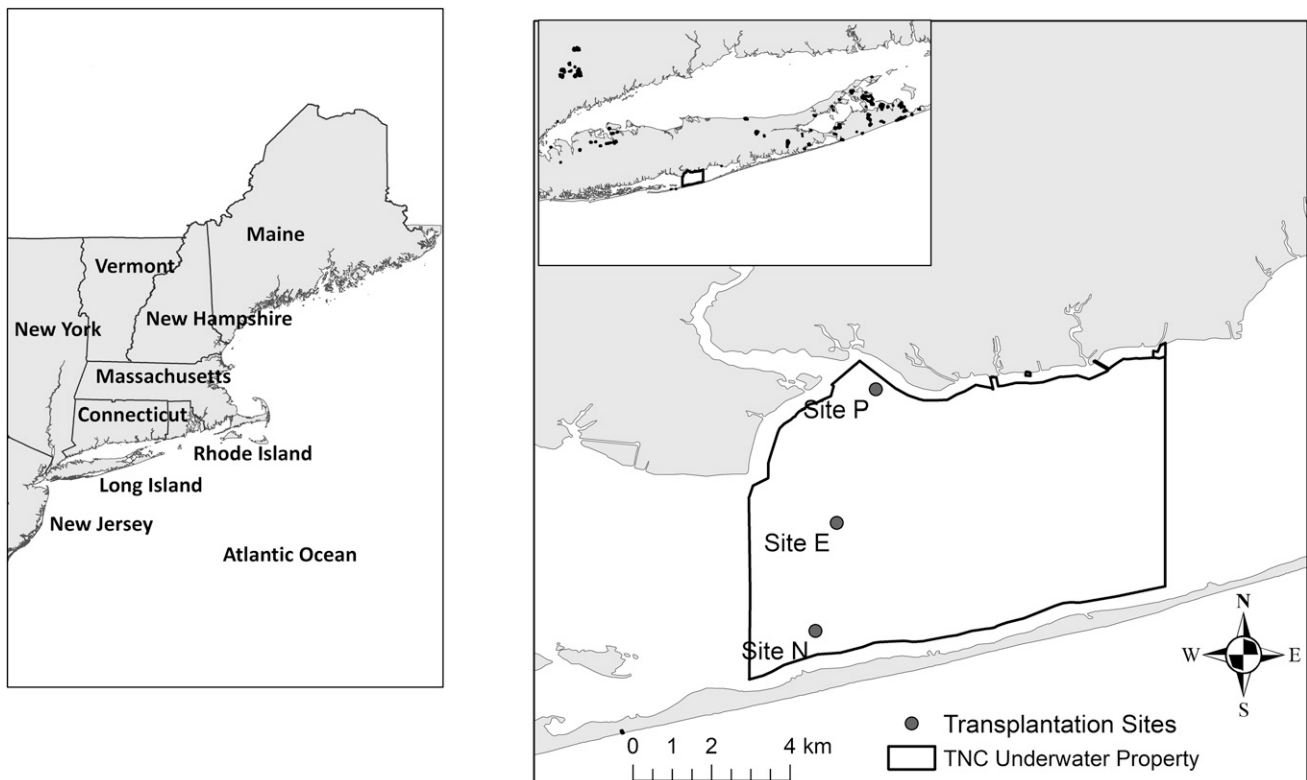 Maine
Vermont
New York
New Hampshire
Massachusetts
Connecticut
Rhode Island
Long Island
New Jersey
Atlantic Ocean
Site P
Site E
Site N
N
W E
S
Transplantation Sites
TNC Underwater Property
0 1 2 4 km